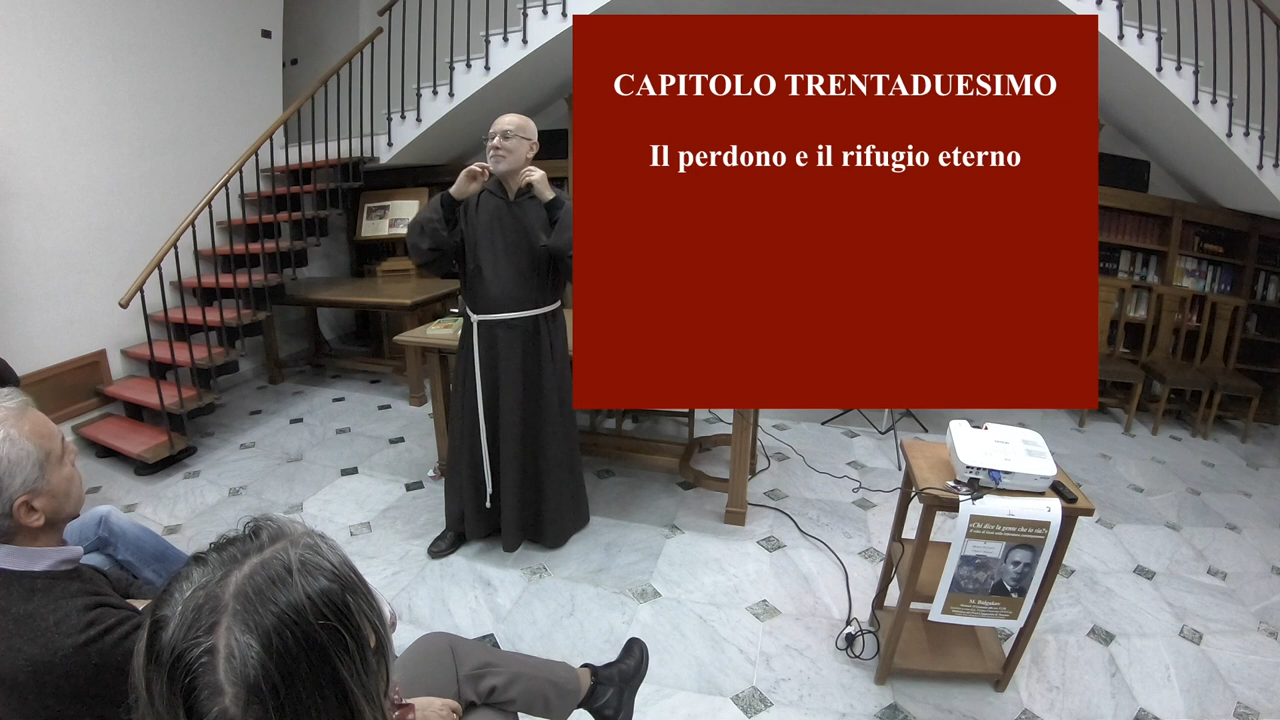 CAPITOLO TRENTADUESIMO
Il perdono e il rifugio eterno
«Chi dice la gente che io sia?»
M. Bulgakov